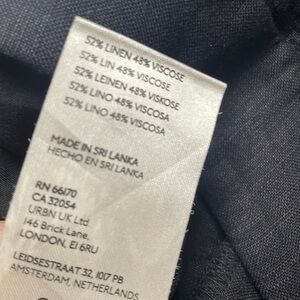 52% LINEN 48% VISCOSE
52% LIN 48% VISCOSE
52% LEINEN 48% VISKOSE
52% LINO 48% VISCOSA
52% LINO 48% VISCOSA
MADE IN SRI LANKA
HECHO EN SRI LANKA
RN 66170
CA 32054
URBN UK Ltd
146 Brick Lane,
LONDON, E1 6RU
LEIDSESTRAAT 32, 1017 PB
AMSTERDAM, NETHERLANDS